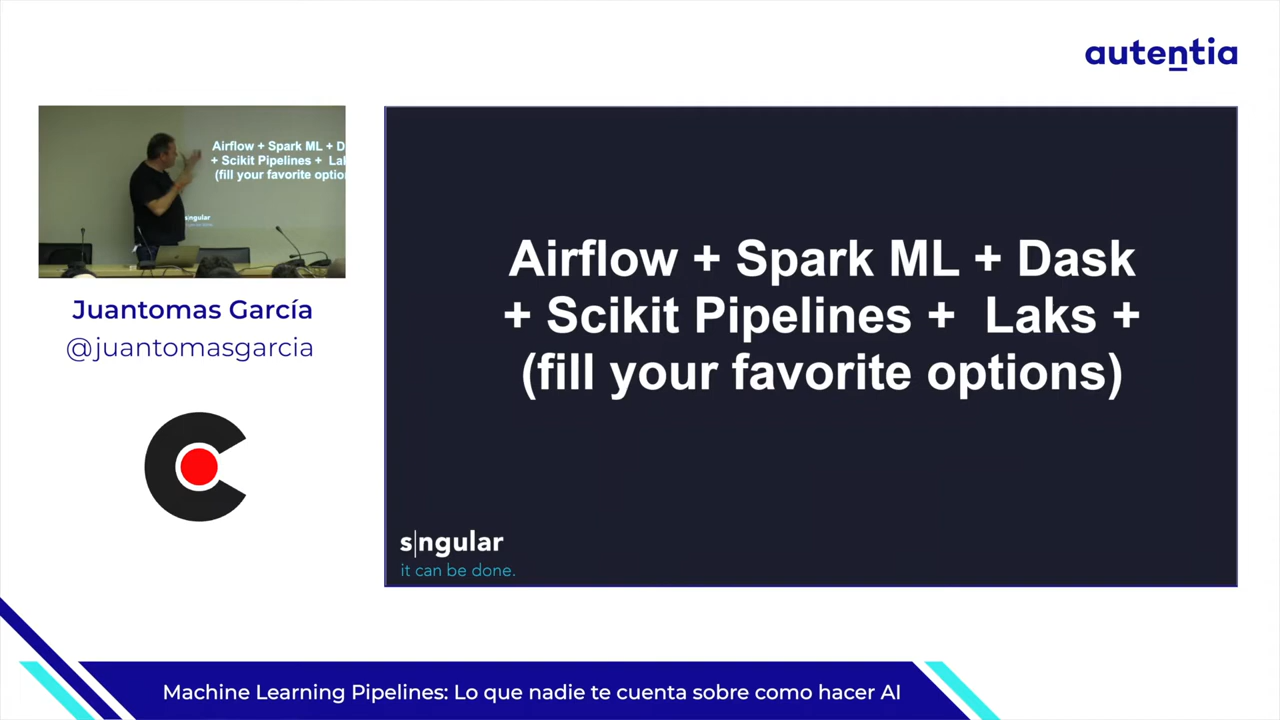 autentia
Airflow + Spark ML + D
+ Scikit Pipelines + Lak
(fill your favorite optio
sngular
Juantomas García
@juantomasgarcia
Airflow + Spark ML + Dask
+ Scikit Pipelines + Laks +
(fill your favorite options)
s|ngular
it can be done.
Machine Learning Pipelines: Lo que nadie te cuenta sobre como hacer AI